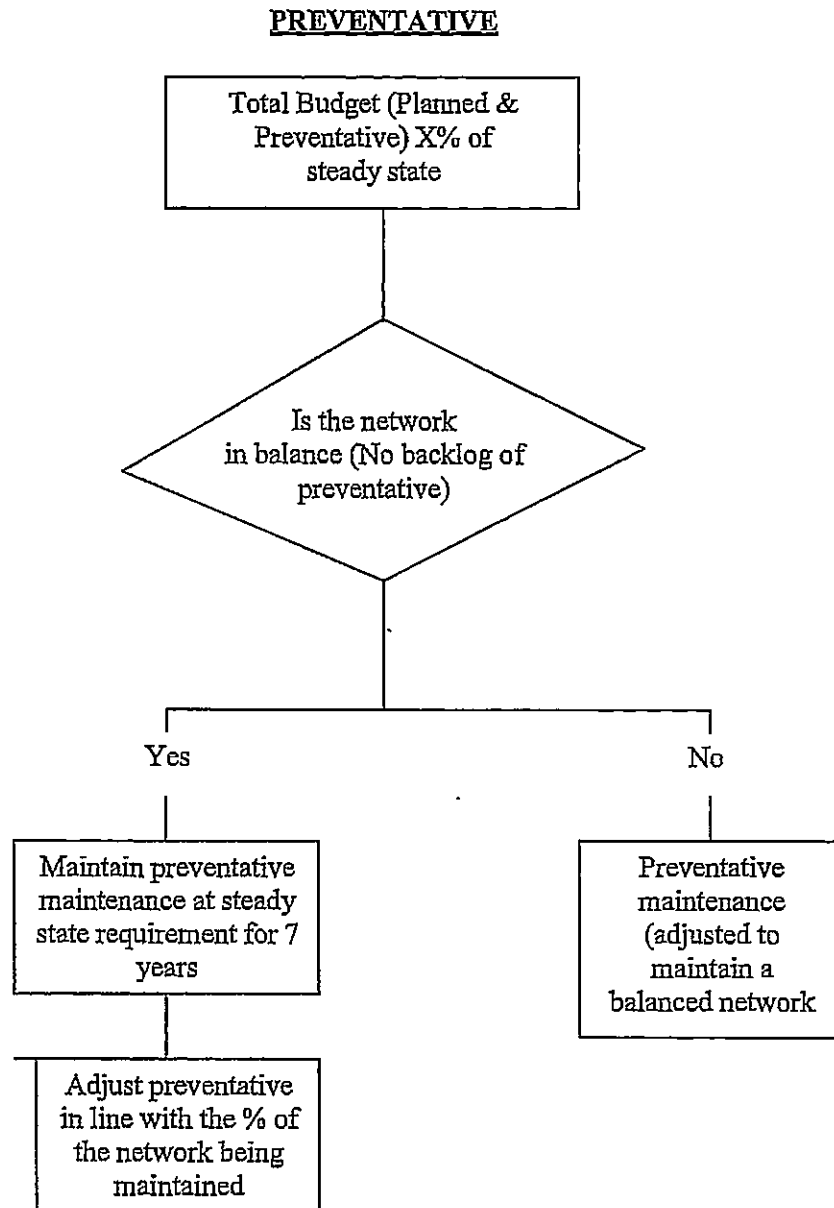 PREVENTATIVE
Total Budget (Planned &
Preventative) X% of
steady state
Is the network
in balance (No backlog of
preventative)
Yes
No
Maintain preventative
maintenance at steady
state requirement for 7
years
Preventative
maintenance
(adjusted to
maintain a
balanced network
Adjust preventative
in line with the % of
the network being
maintained